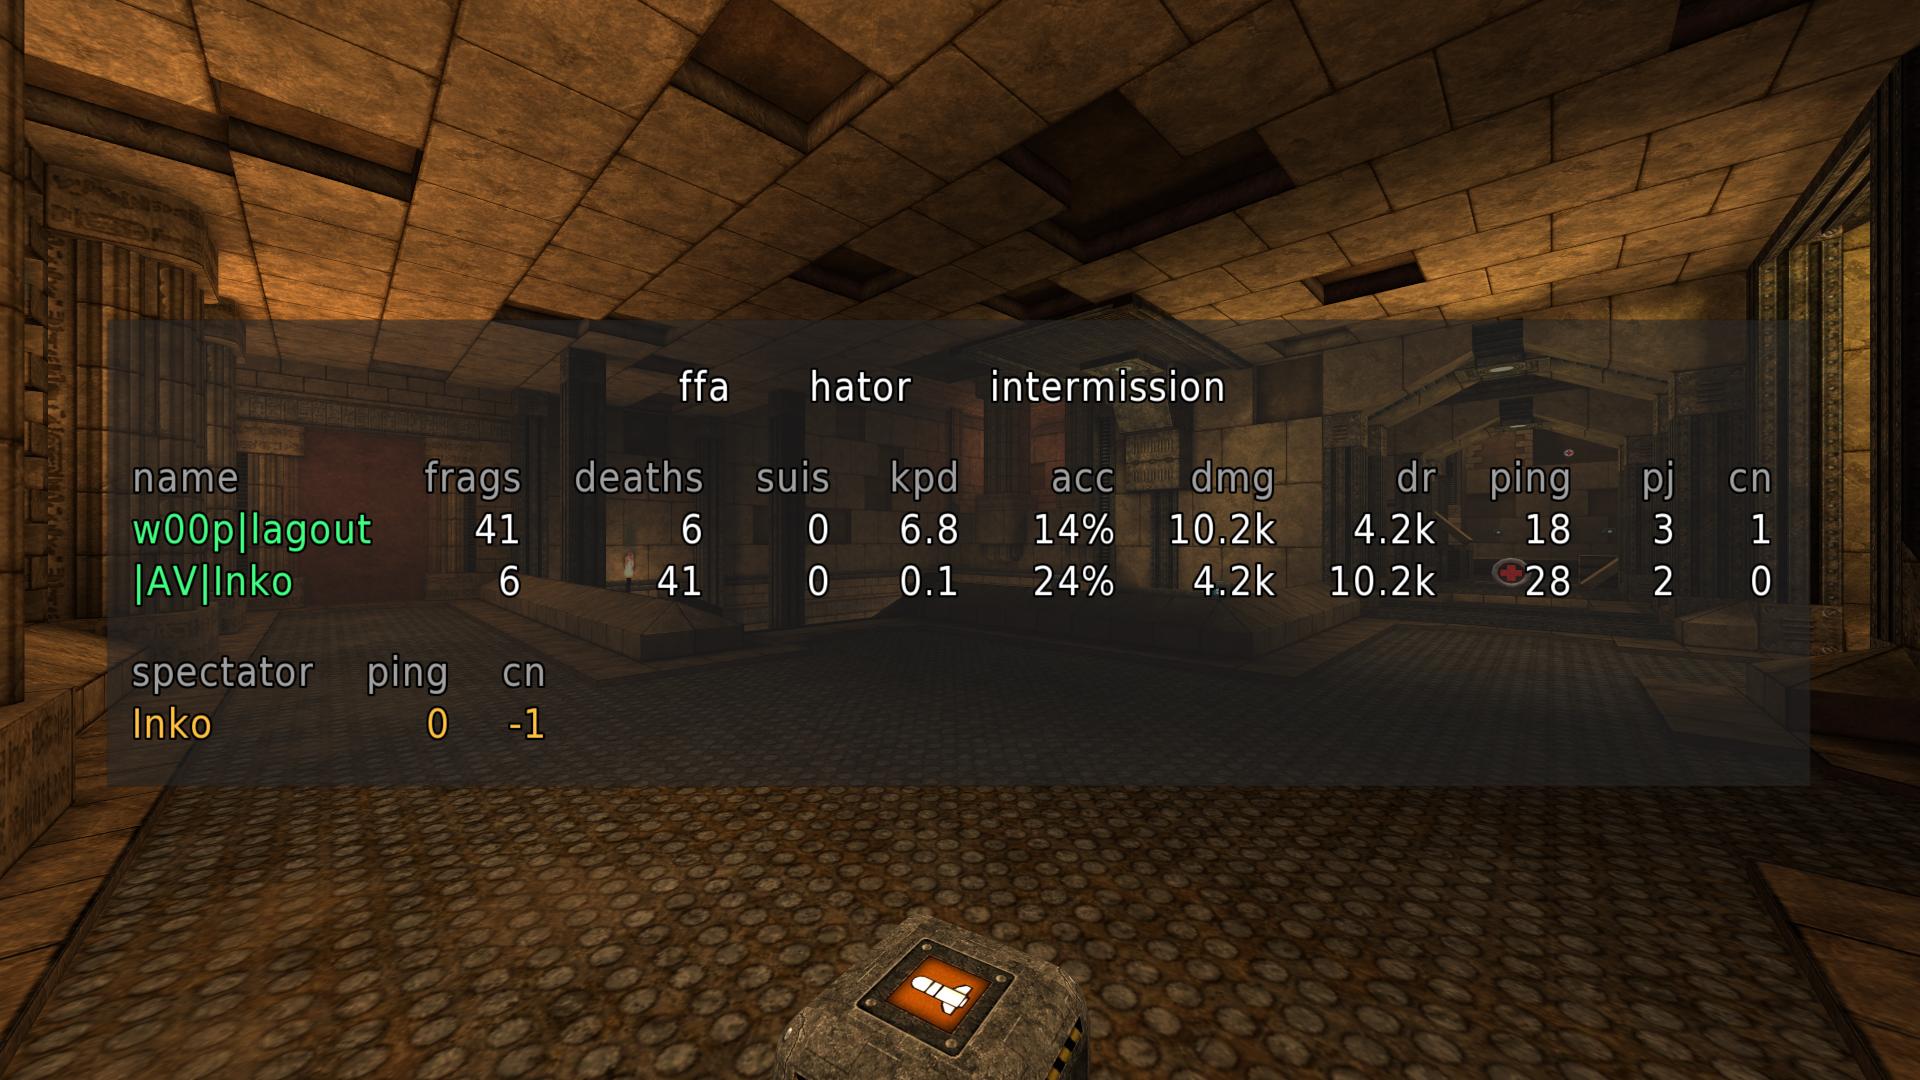 ffa hator intermission
name frags deaths suis kpd acc dmg dr ping pj cn
w00p|lagout 41 6 0 6.8 14% 10.2k 4.2k 18 3 1
|AV|Inko 6 41 0 0.1 24% 4.2k 10.2k 28 2 0
spectator ping cn
Inko 0 -1